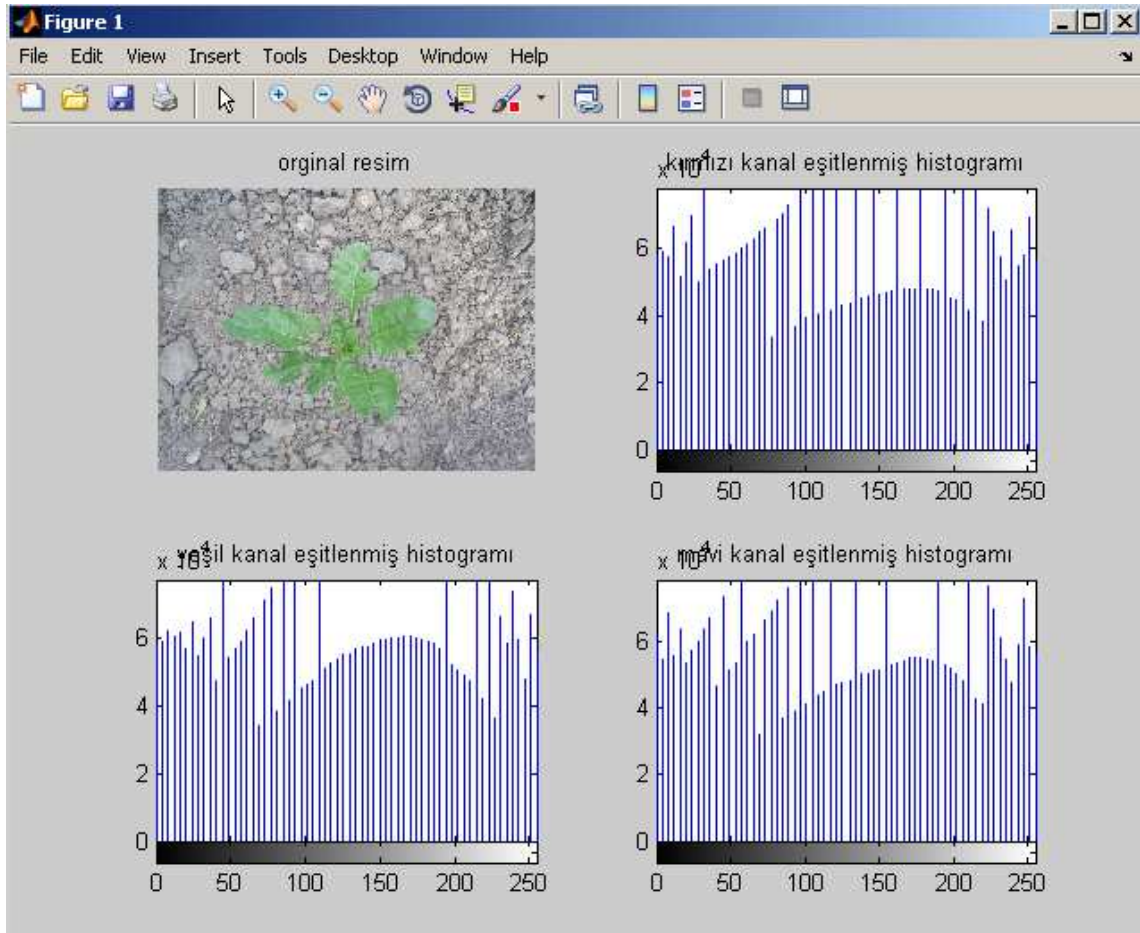 Figure 1
File Edit View Insert Tools Desktop Window Help
orginal resim
x 10^4
kırmızı kanal eşitlenmiş histogramı
6
4
2
0
0 50 100 150 200 250
x 10^4
yeşil kanal eşitlenmiş histogramı
6
4
2
0
0 50 100 150 200 250
x 10^4
mavi kanal eşitlenmiş histogramı
6
4
2
0
0 50 100 150 200 250